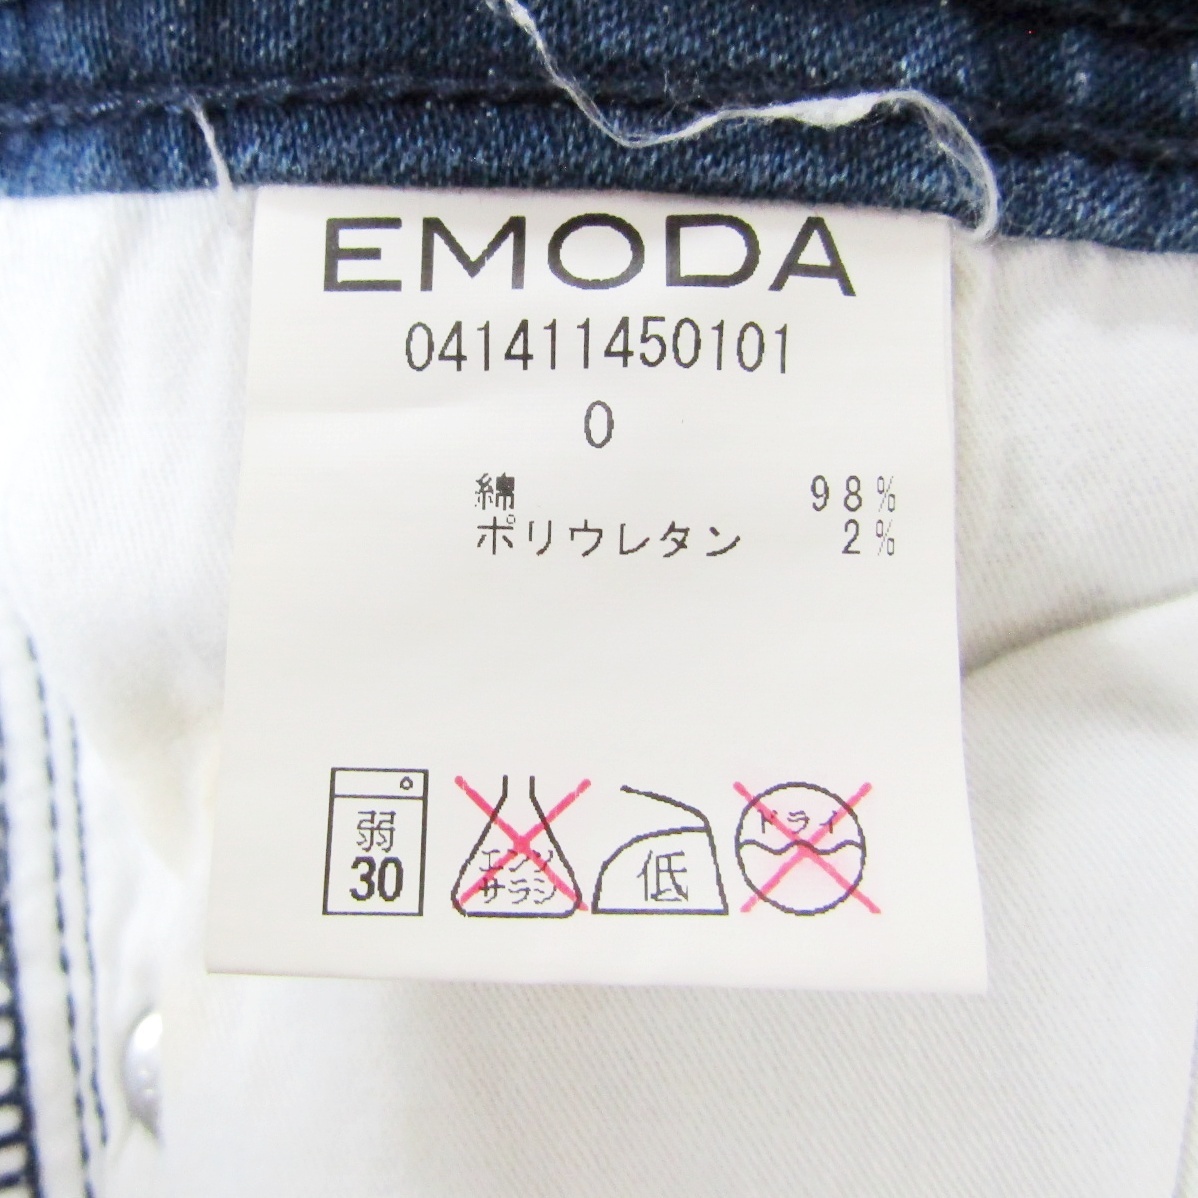 EMODA
041411450101
0
綿 98%
ポリウレタン 2%
弱
30
エンソ
サラシ
低
ドライ